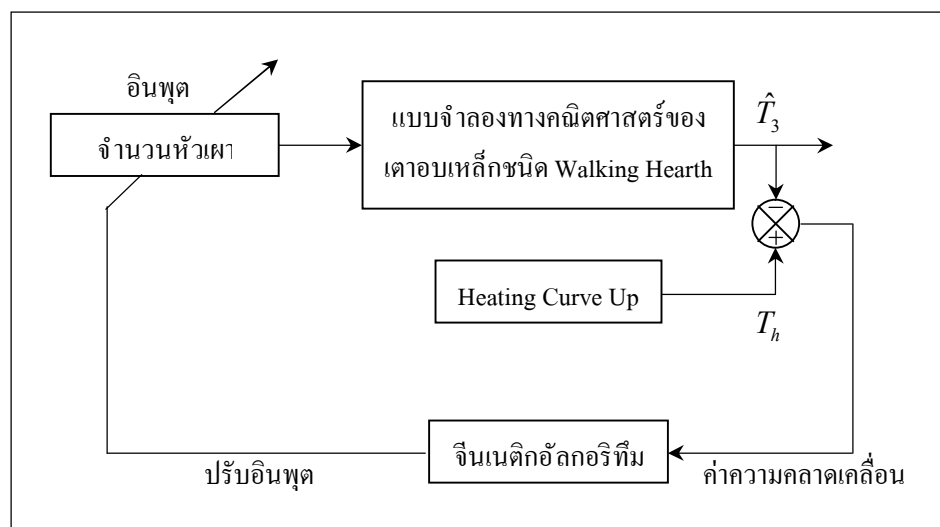 อินพุต
จำนวนหัวเผา
แบบจำลองทางคณิตศาสตร์ของ
เตาอบเหล็กชนิด Walking Hearth
T̂₃
−
+
Heating Curve Up
Tₕ
จีนเนติกอัลกอริทึม
ปรับอินพุต
ค่าความคลาดเคลื่อน